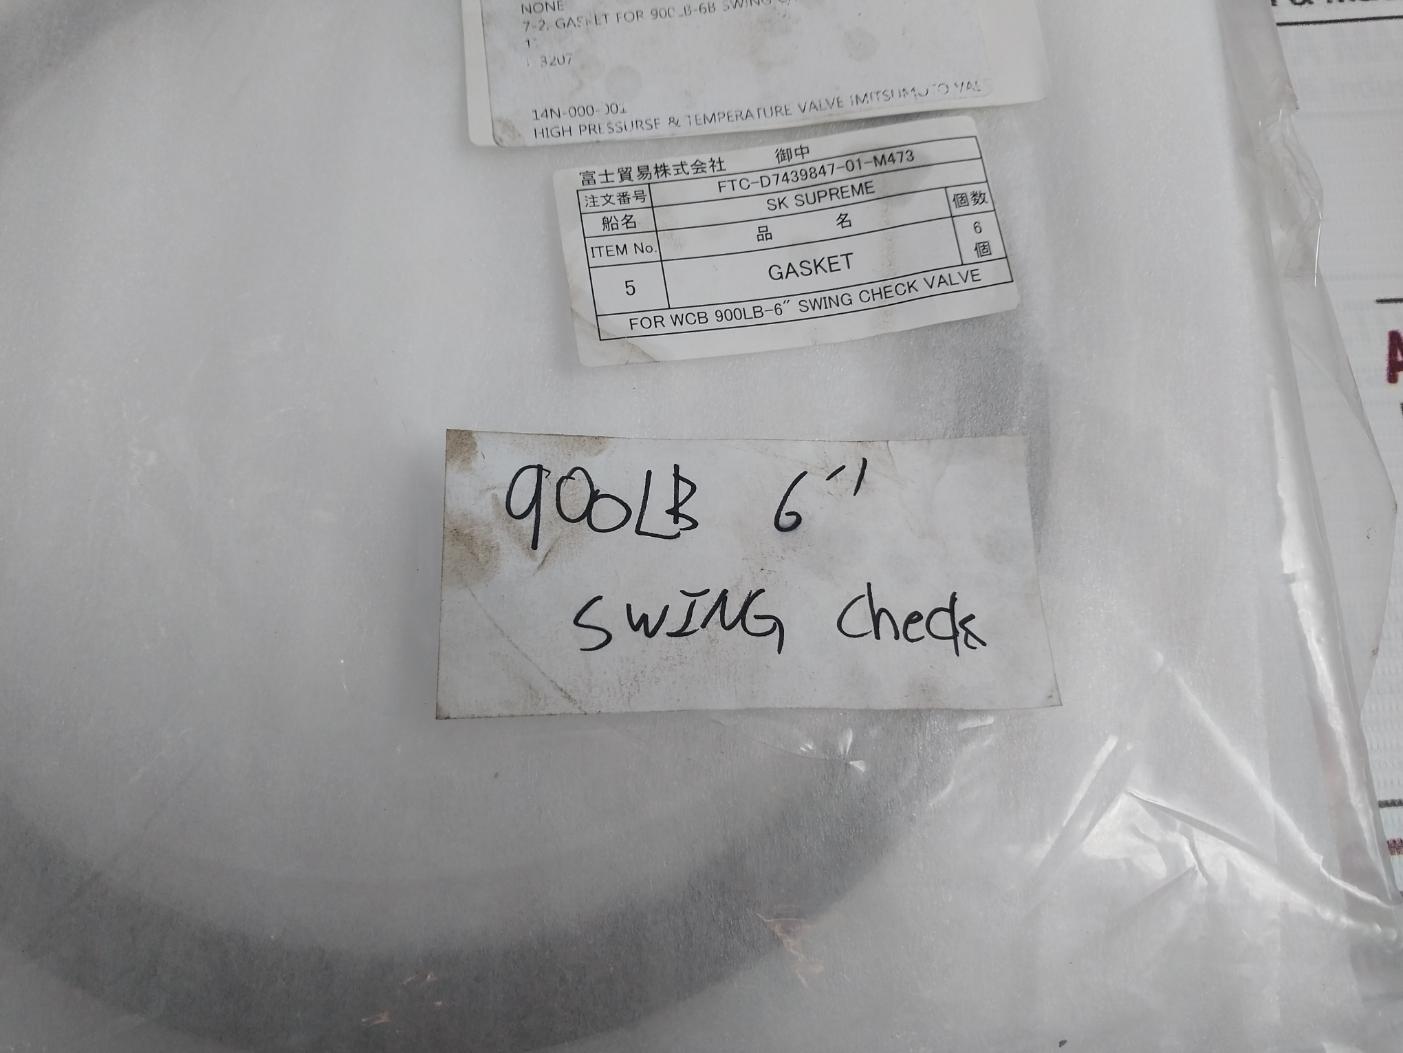 NONE
7-2, GASKET FOR 900LB-6B SWING
3207
14N-000-001
HIGH PRESSURSE & TEMPERATURE VALVE (MITSUMOTO
富士貿易株式会社 御中
注文番号 FTC-D7439847-01-M473
船名 SK SUPREME
ITEM No. 品 名 個数
5 GASKET 6個
FOR WCB 900LB-6″ SWING CHECK VALVE
900LB 6''
SWING Check